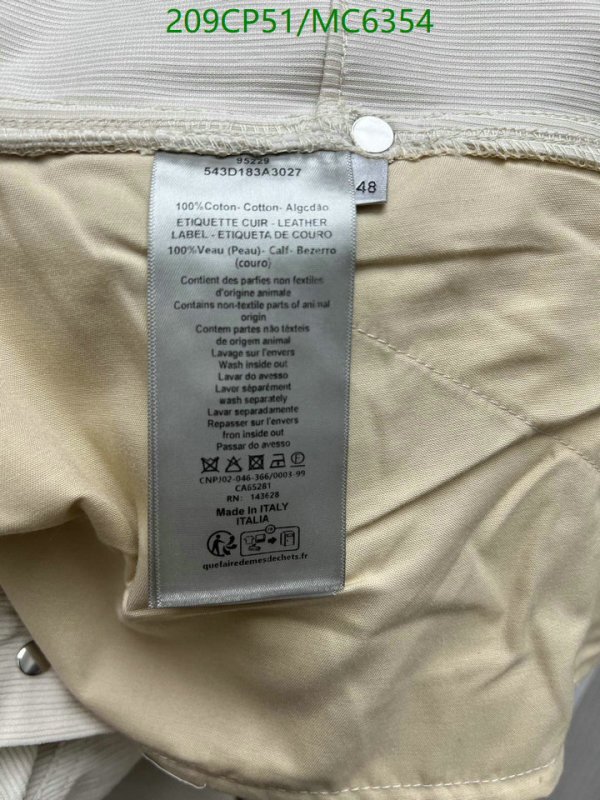 209CP51/MC6354
95229
543D183A3027
48
100%Coton- Cotton- Algodão
ETIQUETTE CUIR - LEATHER
LABEL - ETIQUETA DE COURO
100%Veau (Peau)- Calf- Bezerro
(couro)
Contient des parfies non fextiles
d'origine animale
Contains non-textile parts of animal
origin
Contem partes não têxteis
de origem animal
Lavage sur l'envers
Wash inside out
Lavar do avesso
Laver séparément
wash separately
Lavar separadamente
Repasser sur l'envers
fron inside out
Passar do avesso
CNPJ02-046-366/0003-99
CA65281
RN: 143628
Made In ITALY
ITALIA
quefairedemesdechets.fr